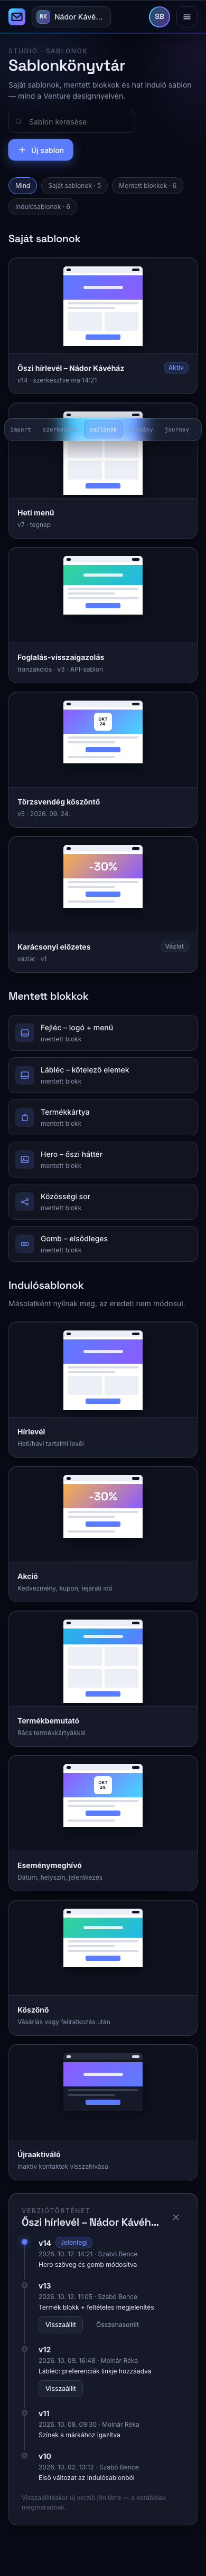 NK
Nádor Kávé...
SB
STUDIO · SABLONOK
Sablonkönyvtár
Saját sablonok, mentett blokkok és hat induló sablon
— mind a Venture designnyelvén.
Sablon keresése
Új sablon
Mind
Saját sablonok · 5
Mentett blokkok · 6
Indulósablonok · 6
Saját sablonok
Őszi hírlevél – Nádor Kávéház
Aktív
v14 · szerkesztve ma 14:21
import
sablonok
journey
Heti menü
v7 · tegnap
Foglalás-visszaigazolás
tranzakciós · v3 · API-sablon
OKT
24.
Törzsvendég köszöntő
v5 · 2026. 09. 24.
-30%
Karácsonyi előzetes
Vázlat
vázlat · v1
Mentett blokkok
Fejléc – logó + menü
mentett blokk
Lábléc – kötelező elemek
mentett blokk
Termékkártya
mentett blokk
Hero – őszi háttér
mentett blokk
Közösségi sor
mentett blokk
Gomb – elsődleges
mentett blokk
Indulósablonok
Másolatként nyílnak meg, az eredeti nem módosul.
Hírlevél
Heti/havi tartalmi levél
-30%
Akció
Kedvezmény, kupon, lejárati idő
Termékbemutató
Rács termékkártyákkal
OKT
24.
Eseménymeghívó
Dátum, helyszín, jelentkezés
Köszönő
Vásárlás vagy feliratkozás után
Újraaktiváló
Inaktív kontaktok visszahívása
VERZIÓTÖRTÉNET
Őszi hírlevél – Nádor Kávéh...
v14
Jelenlegi
2026. 10. 12. 14:21 · Szabó Bence
Hero szöveg és gomb módosítva
v13
2026. 10. 12. 11:05 · Szabó Bence
Termék blokk + feltételes megjelenítés
Visszaállít
Összehasonlít
v12
2026. 10. 09. 16:48 · Molnár Réka
Lábléc: preferenciák linkje hozzáadva
Visszaállít
v11
2026. 10. 08. 09:30 · Molnár Réka
Színek a márkához igazítva
v10
2026. 10. 02. 13:12 · Szabó Bence
Első változat az Indulósablonból
Visszaállításkor új verzió jön létre — a korábbiak
megmaradnak.